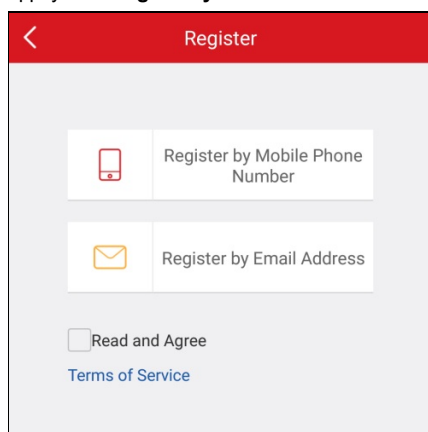 Register
Register by Mobile Phone
Number
Register by Email Address
Read and Agree
Terms of Service